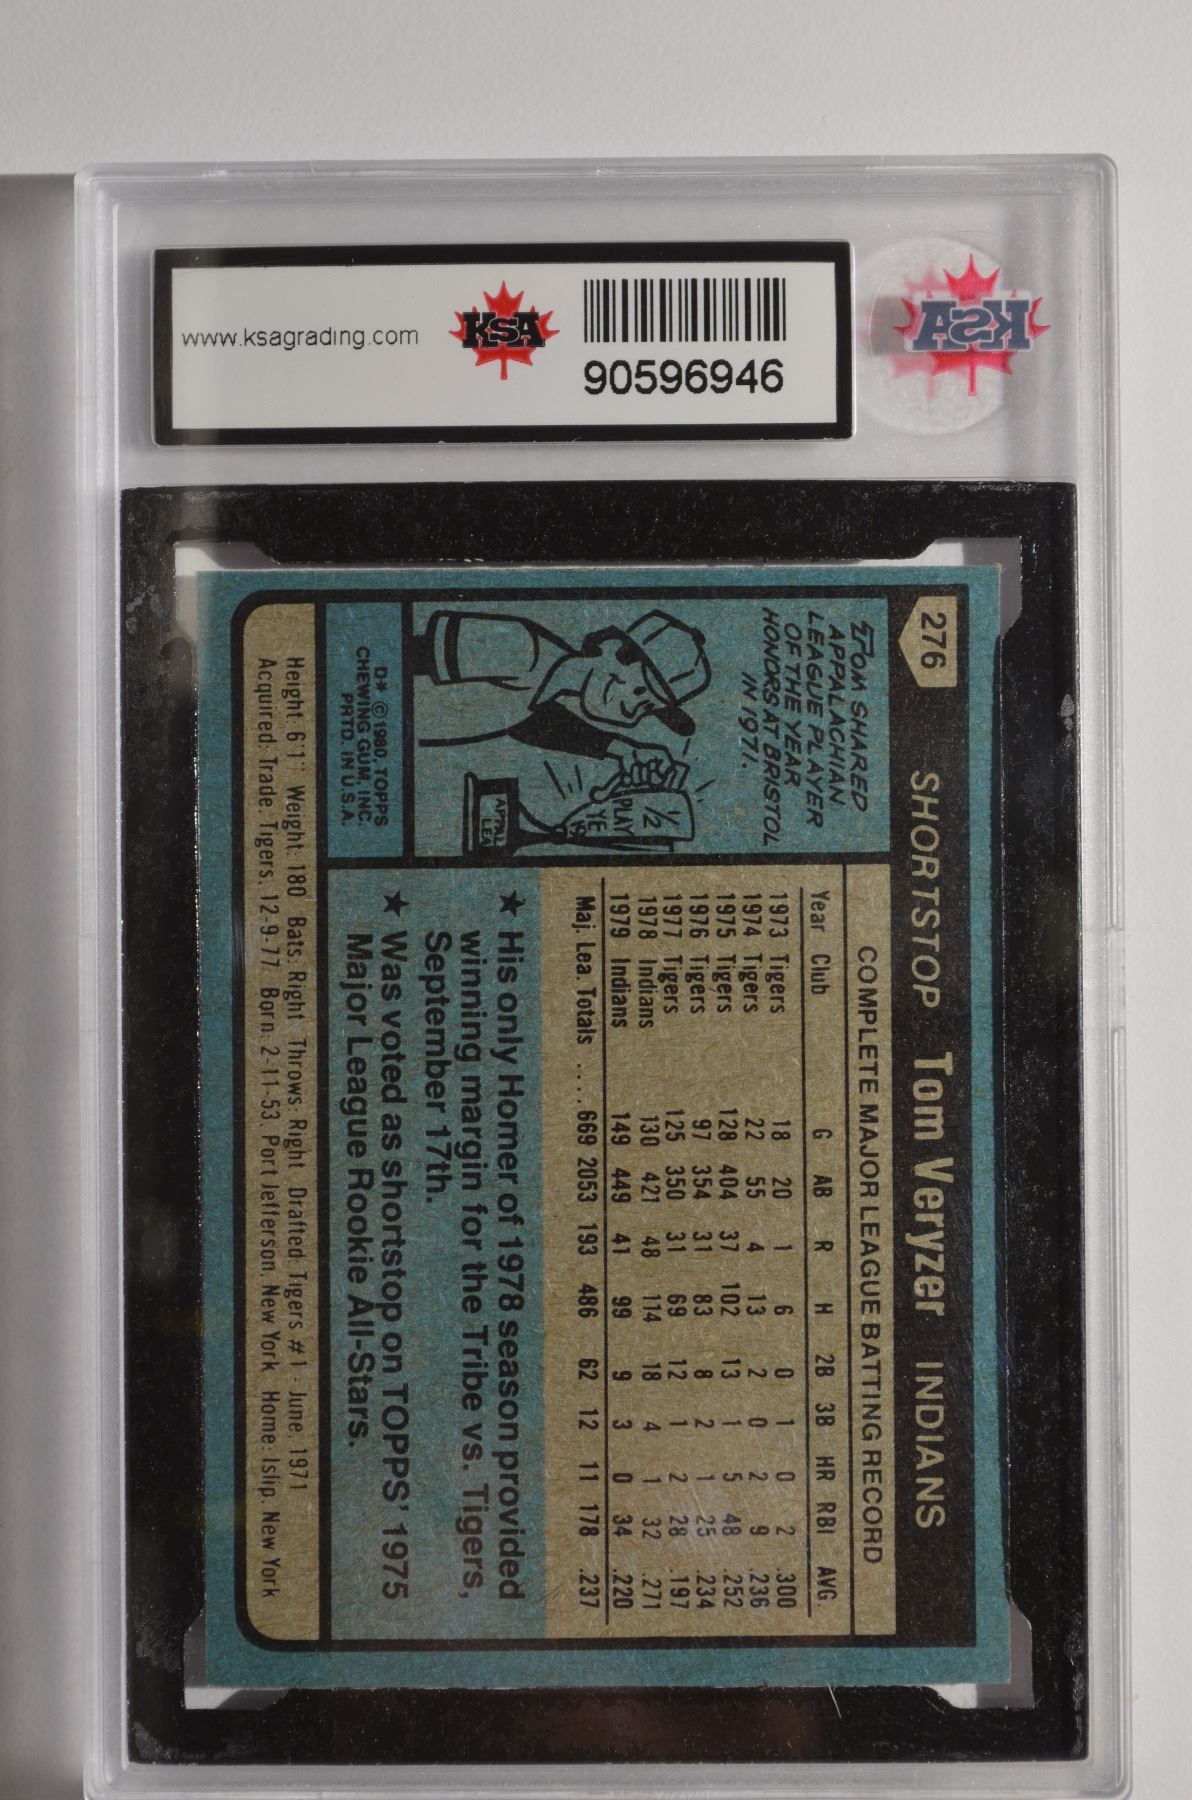 www.ksagrading.com
KSA
90596946
KSA
276
SHORTSTOP Tom Veryzer INDIANS
TOM SHARED
APPALACHIAN
LEAGUE PLAYER
OF THE YEAR
HONORS AT BRISTOL
IN 1971.
1/2
PLAY
YE
APPAL
LEA
D* ©1980, TOPPS
CHEWING GUM, INC.
PRTD. IN U.S.A.
COMPLETE MAJOR LEAGUE BATTING RECORD
Year Club G AB R H 2B 3B HR RBI AVG.
1973 Tigers 18 20 1 6 0 1 0 2 .300
1974 Tigers 22 55 4 13 2 0 2 9 .236
1975 Tigers 128 404 37 102 13 1 5 48 .252
1976 Tigers 97 354 31 83 8 2 1 25 .234
1977 Tigers 125 350 31 69 12 1 2 28 .197
1978 Indians 130 421 48 114 18 4 1 32 .271
1979 Indians 149 449 41 99 9 3 0 34 .220
Maj. Lea. Totals .... 669 2053 193 486 62 12 11 178 .237
★ His only Homer of 1978 season provided
winning margin for the Tribe vs. Tigers,
September 17th.
★ Was voted as shortstop on TOPPS' 1975
Major League Rookie All-Stars.
Height: 6'1" Weight: 180 Bats: Right Throws: Right Drafted: Tigers #1 - June, 1971
Acquired: Trade, Tigers, 12-9-77 Born: 2-11-53, Port Jefferson, New York Home: Islip, New York